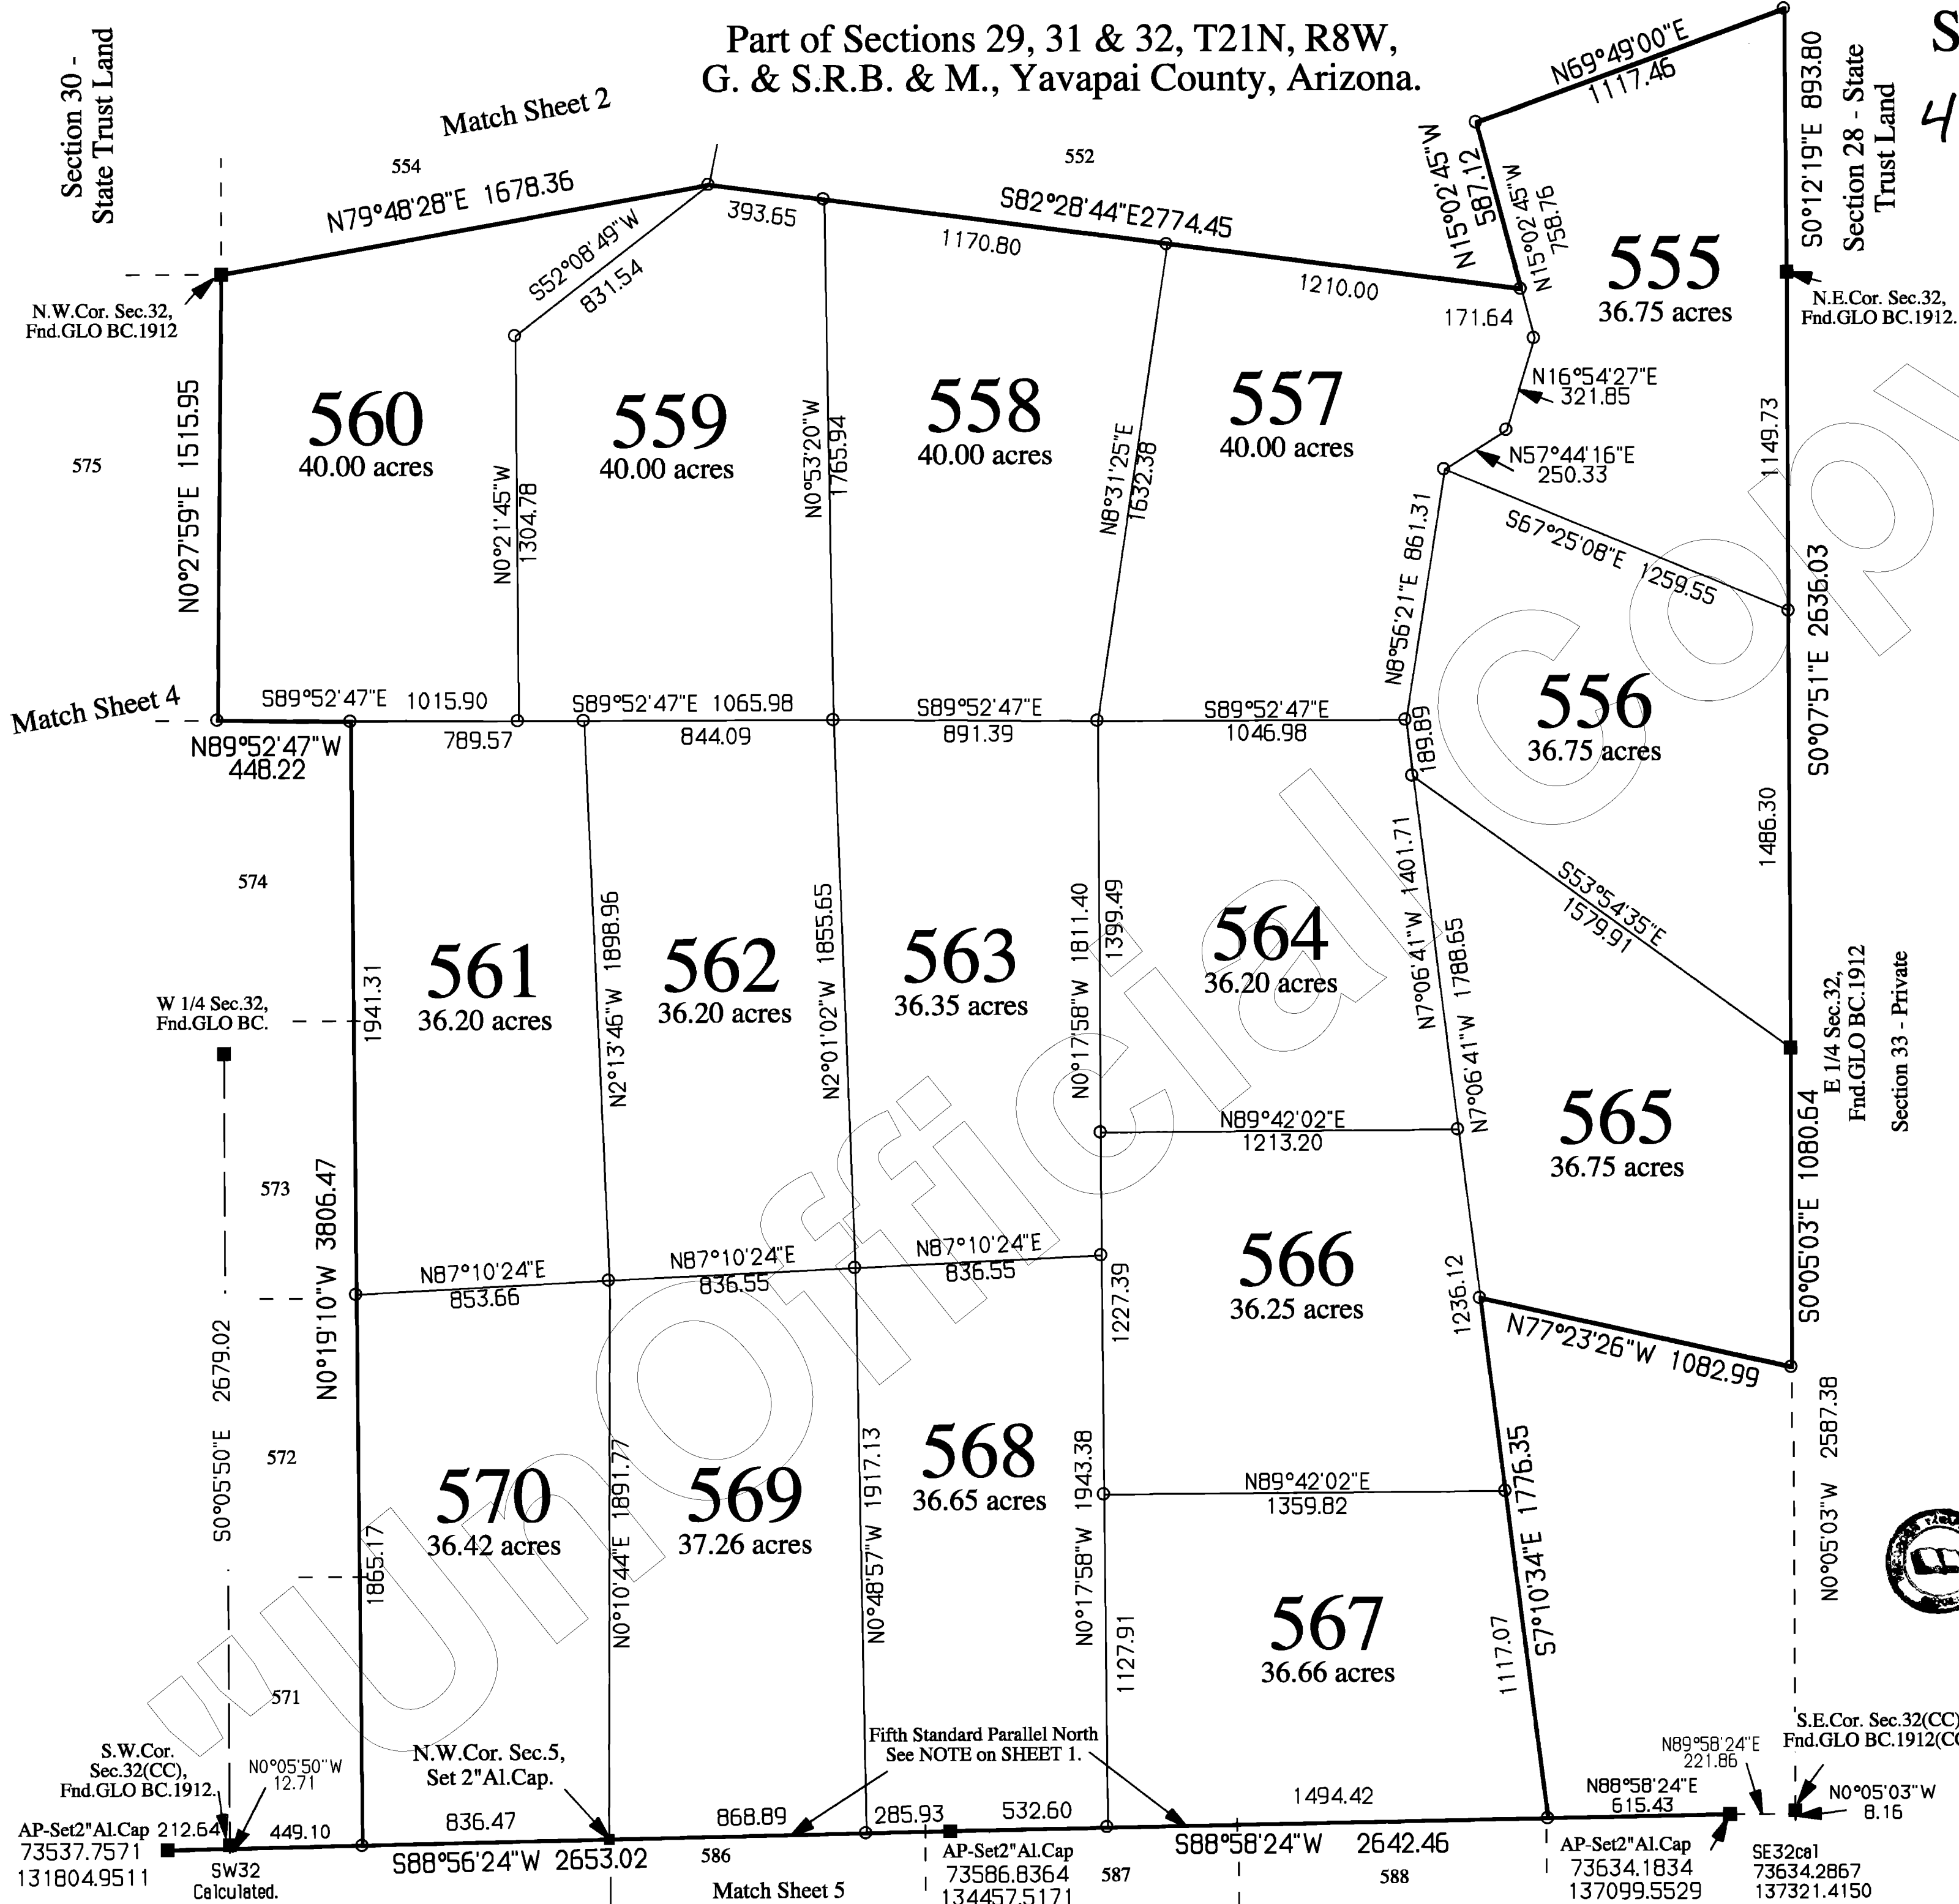 Part of Sections 29, 31 & 32, T21N, R8W,
G. & S.R.B. & M., Yavapai County, Arizona.
S
4
Section 30 -
State Trust Land
Match Sheet 2
554
552
N79°48'28"E 1678.36
393.65
S82°28'44"E2774.45
1170.80
1210.00
S52°08'49"W
831.54
N69°49'00"E
1117.46
N15°02'45"W
587.12
N15°02'45"W
758.76
171.64
S0°12'19"E 893.80
Section 28 - State
Trust Land
555
36.75 acres
N.W.Cor. Sec.32,
Fnd.GLO BC.1912
N.E.Cor. Sec.32,
Fnd.GLO BC.1912.
N0°27'59"E 1515.95
575
560
40.00 acres
N0°21'45"W
1304.78
559
40.00 acres
N0°53'20"W
1765.94
558
40.00 acres
N8°31'25"E
1632.38
557
40.00 acres
N16°54'27"E
321.85
N57°44'16"E
250.33
1149.73
N8°56'21"E 861.31
S67°25'08"E 1259.55
S0°07'51"E 2636.03
Match Sheet 4
S89°52'47"E 1015.90
S89°52'47"E 1065.98
S89°52'47"E
S89°52'47"E
N89°52'47"W
448.22
789.57
844.09
891.39
1046.98
189.89
556
36.75 acres
1486.30
574
1941.31
561
36.20 acres
N2°13'46"W 1898.96
562
36.20 acres
N2°01'02"W 1855.65
563
36.35 acres
N0°17'58"W 1811.40
1399.49
564
36.20 acres
N7°06'41"W 1401.71
N7°06'41"W 1788.65
S53°54'35"E
1579.91
E 1/4 Sec.32,
Fnd.GLO BC.1912
Section 33 - Private
W 1/4 Sec.32,
Fnd.GLO BC.
N89°42'02"E
1213.20
565
36.75 acres
S0°05'03"E 1080.64
573
N0°19'10"W 3806.47
N87°10'24"E
853.66
N87°10'24"E
836.55
N87°10'24"E
836.55
1227.39
566
36.25 acres
1236.12
N77°23'26"W 1082.99
S0°05'50"E 2679.02
572
570
36.42 acres
1865.17
N0°10'44"E 1891.77
569
37.26 acres
N0°48'57"W 1917.13
568
36.65 acres
N0°17'58"W 1943.38
N89°42'02"E
1359.82
S7°10'34"E 1776.35
N0°05'03"W 2587.38
567
36.66 acres
1127.91
1117.07
571
S.W.Cor.
Sec.32(CC),
Fnd.GLO BC.1912.
N0°05'50"W
12.71
N.W.Cor. Sec.5,
Set 2"Al.Cap.
Fifth Standard Parallel North
See NOTE on SHEET 1.
S.E.Cor. Sec.32(CC)
Fnd.GLO BC.1912(CC
N89°58'24"E
221.86
N88°58'24"E
615.43
N0°05'03"W
8.16
AP-Set2"Al.Cap
73537.7571
131804.9511
212.64
449.10
836.47
868.89
285.93
532.60
1494.42
SW32
Calculated.
S88°56'24"W 2653.02
586
Match Sheet 5
AP-Set2"Al.Cap
73586.8364
134457.5171
587
S88°58'24"W 2642.46
588
AP-Set2"Al.Cap
73634.1834
137099.5529
SE32cal
73634.2867
137321.4150
"Unofficial Cop